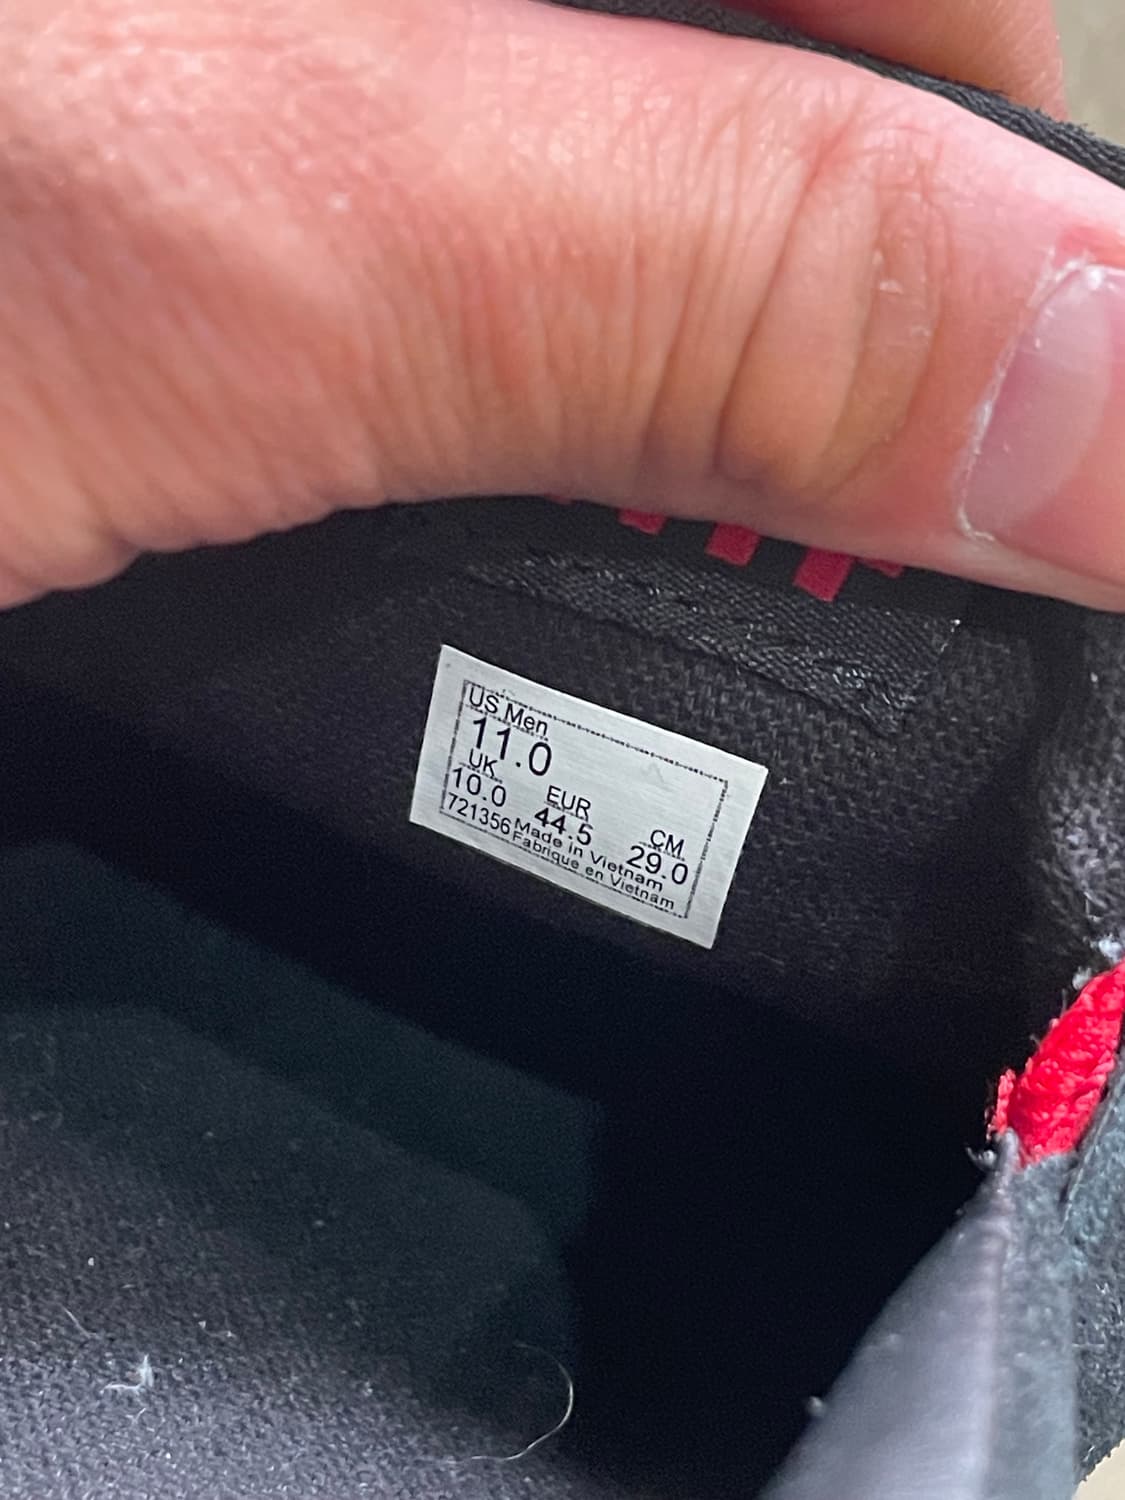 US Men
11.0
UK EUR CM
10.0 44.5 29.0
721356 Made in Vietnam
Fabrique en Vietnam